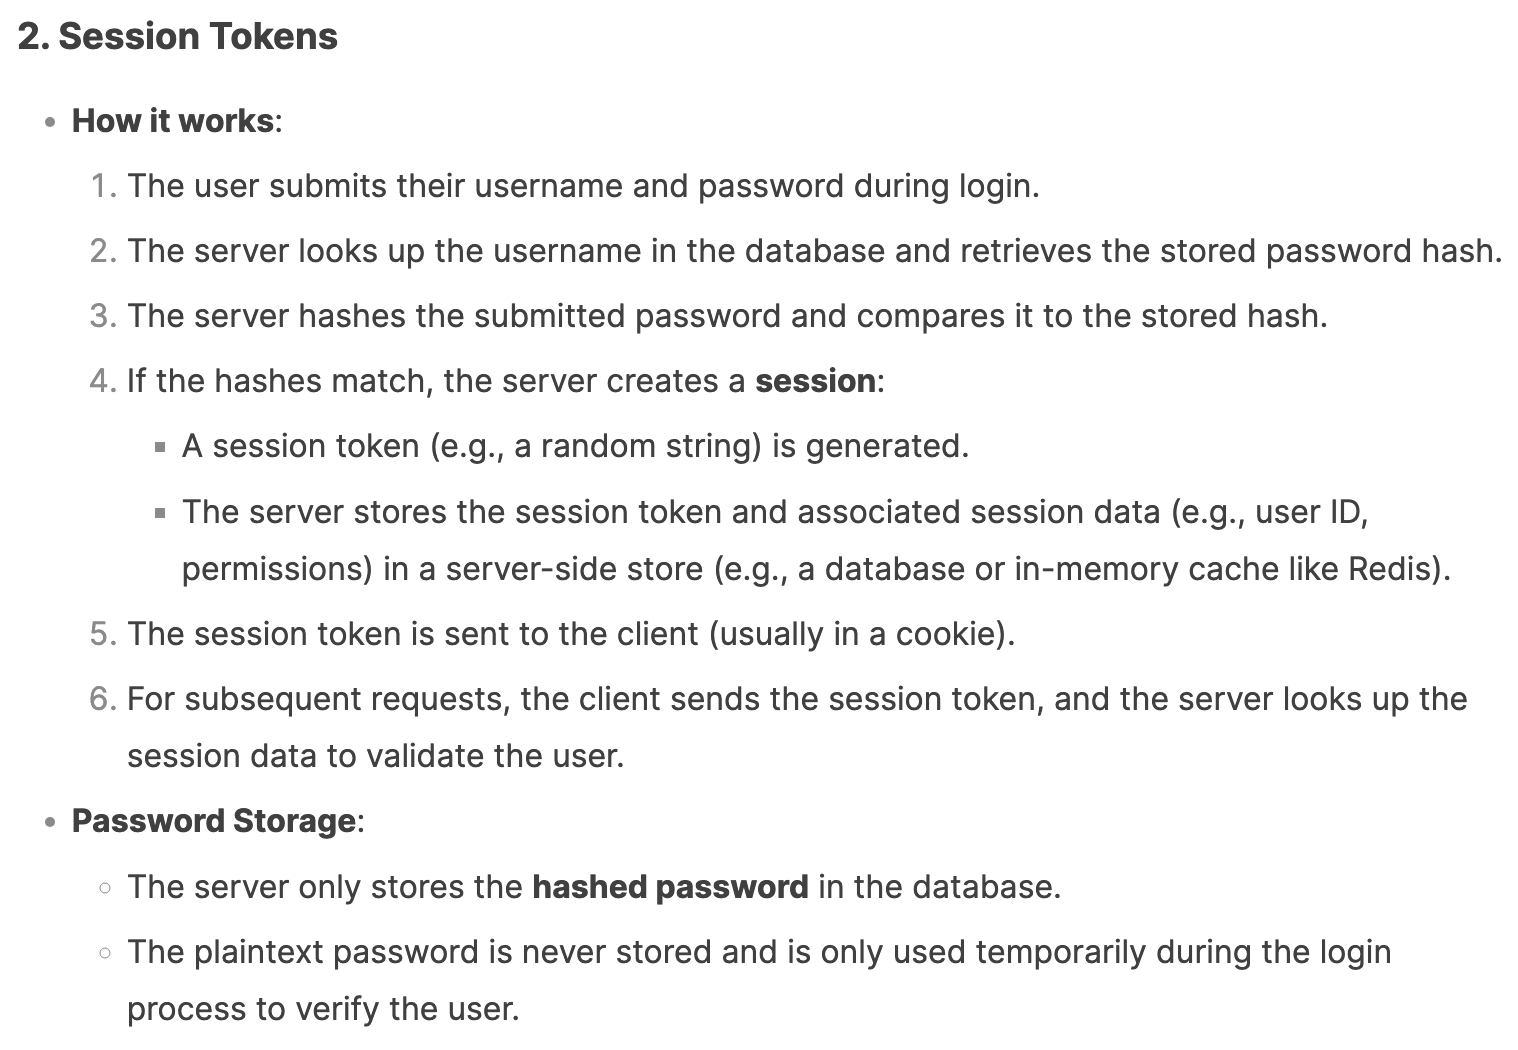 2. Session Tokens
• How it works:
1. The user submits their username and password during login.
2. The server looks up the username in the database and retrieves the stored password hash.
3. The server hashes the submitted password and compares it to the stored hash.
4. If the hashes match, the server creates a session:
▪ A session token (e.g., a random string) is generated.
▪ The server stores the session token and associated session data (e.g., user ID,
permissions) in a server-side store (e.g., a database or in-memory cache like Redis).
5. The session token is sent to the client (usually in a cookie).
6. For subsequent requests, the client sends the session token, and the server looks up the
session data to validate the user.
• Password Storage:
○ The server only stores the hashed password in the database.
○ The plaintext password is never stored and is only used temporarily during the login
process to verify the user.